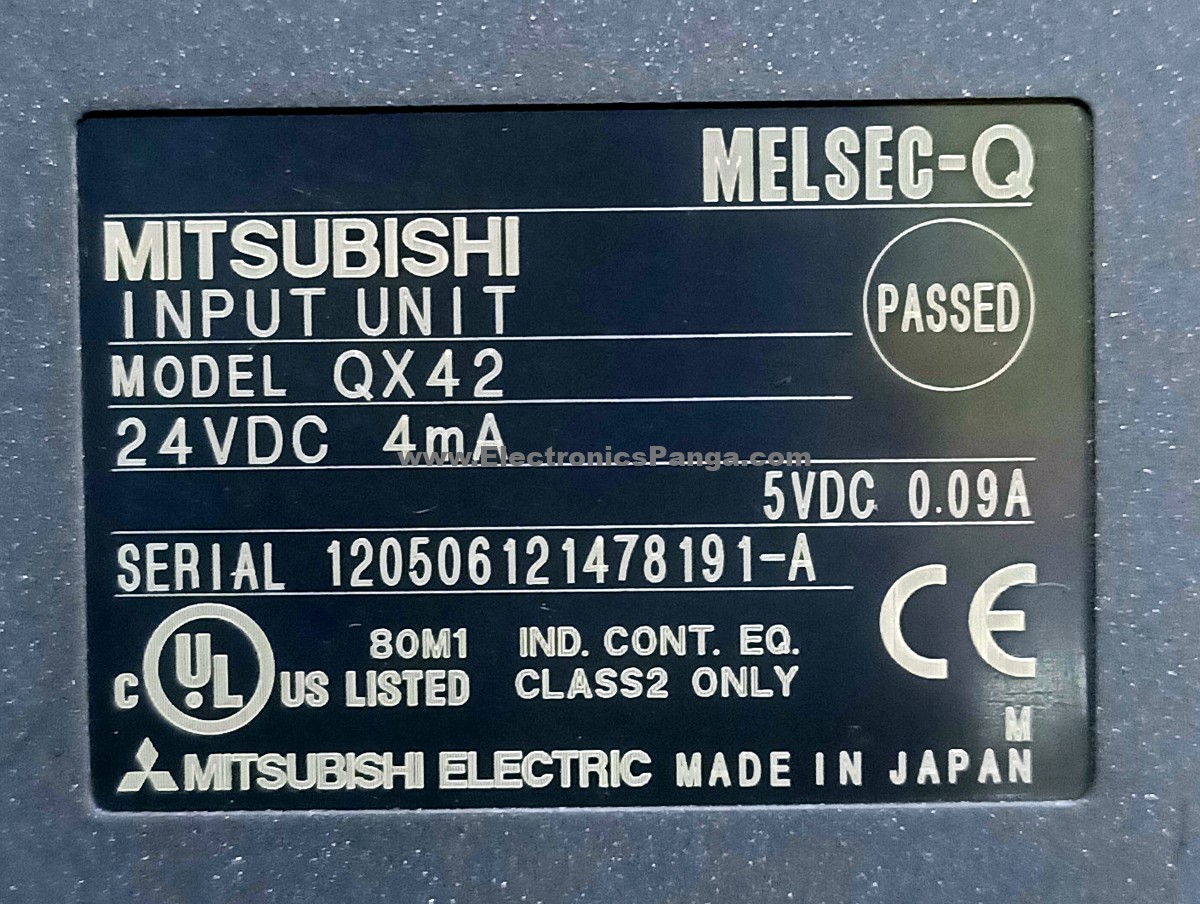 MELSEC-Q
MITSUBISHI
INPUT UNIT
PASSED
MODEL QX42
24VDC 4mA
www.ElectronicsPanga.com
5VDC 0.09A
SERIAL 120506121478191-A
CE
80M1 IND. CONT. EQ.
C UL US LISTED CLASS2 ONLY
M
MITSUBISHI ELECTRIC MADE IN JAPAN